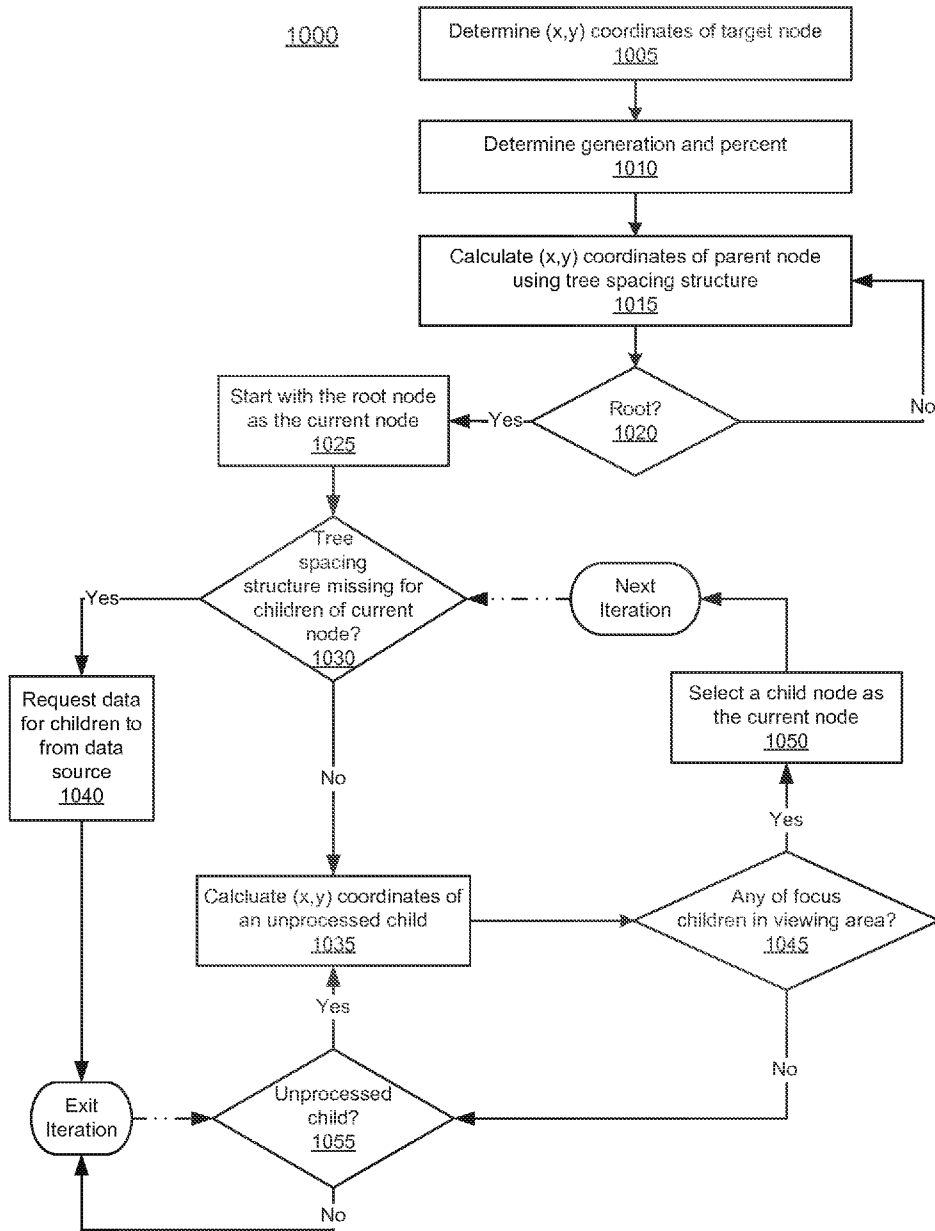 1000
Determine (x,y) coordinates of target node
1005
Determine generation and percent
1010
Calculate (x,y) coordinates of parent node
using tree spacing structure
1015
Root?
1020
No
Yes
Start with the root node
as the current node
1025
Tree
spacing
structure missing for
children of current
node?
1030
Yes
Next
Iteration
Request data
for children to
from data
source
1040
Select a child node as
the current node
1050
No
Yes
Calcluate (x,y) coordinates of
an unprocessed child
1035
Any of focus
children in viewing area?
1045
Yes
No
Exit
Iteration
Unprocessed
child?
1055
No